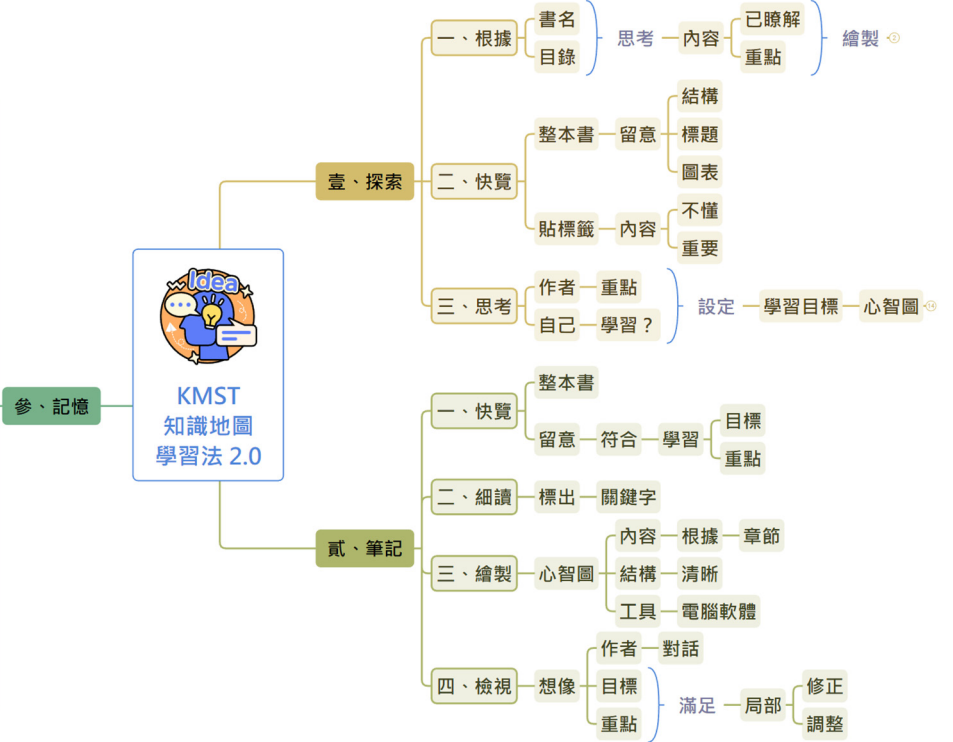 Idea
KMST
知識地圖
學習法 2.0
壹、探索
一、根據
書名
目錄
思考
內容
已瞭解
重點
繪製
2
二、快覽
整本書
留意
結構
標題
圖表
貼標籤
內容
不懂
重要
三、思考
作者
重點
自己
學習？
設定
學習目標
心智圖
14
貳、筆記
一、快覽
整本書
留意
符合
學習
目標
重點
二、細讀
標出
關鍵字
三、繪製
心智圖
內容
根據
章節
結構
清晰
工具
電腦軟體
四、檢視
想像
作者
對話
目標
重點
滿足
局部
修正
調整
參、記憶